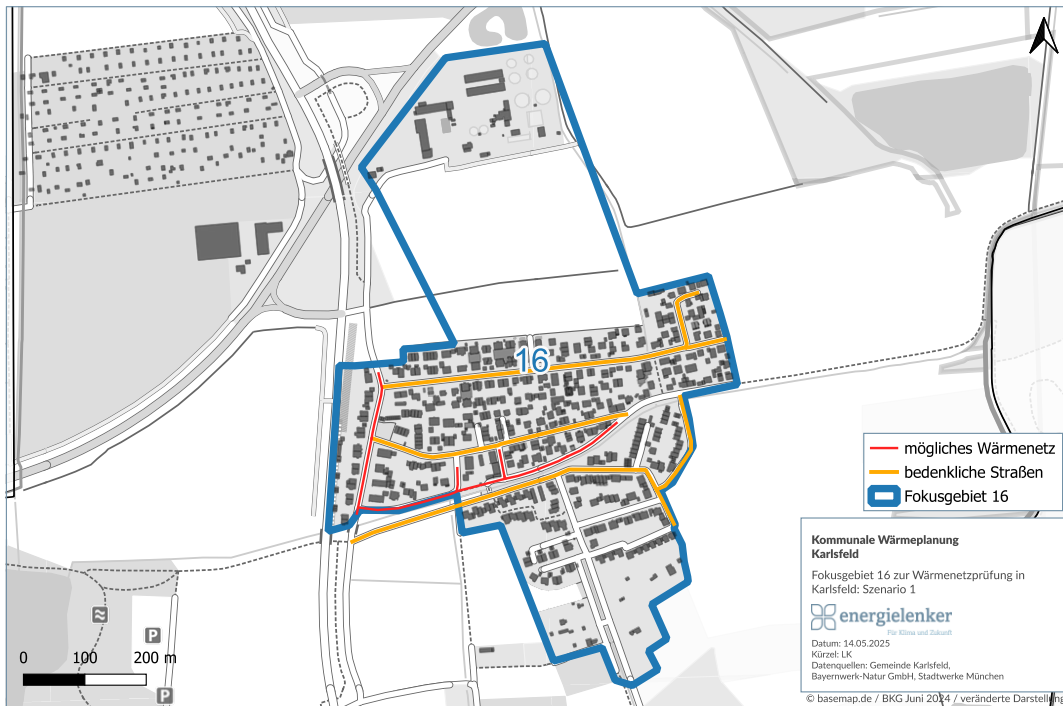 16
mögliches Wärmenetz
bedenkliche Straßen
Fokusgebiet 16
Kommunale Wärmeplanung
Karlsfeld
Fokusgebiet 16 zur Wärmenetzprüfung in
Karlsfeld: Szenario 1
energielenker
Für Klima und Zukunft
Datum: 14.05.2025
Kürzel: LK
Datenquellen: Gemeinde Karlsfeld,
Bayernwerk-Natur GmbH, Stadtwerke München
P
P
0 100 200 m
© basemap.de / BKG Juni 2024 / veränderte Darstellung